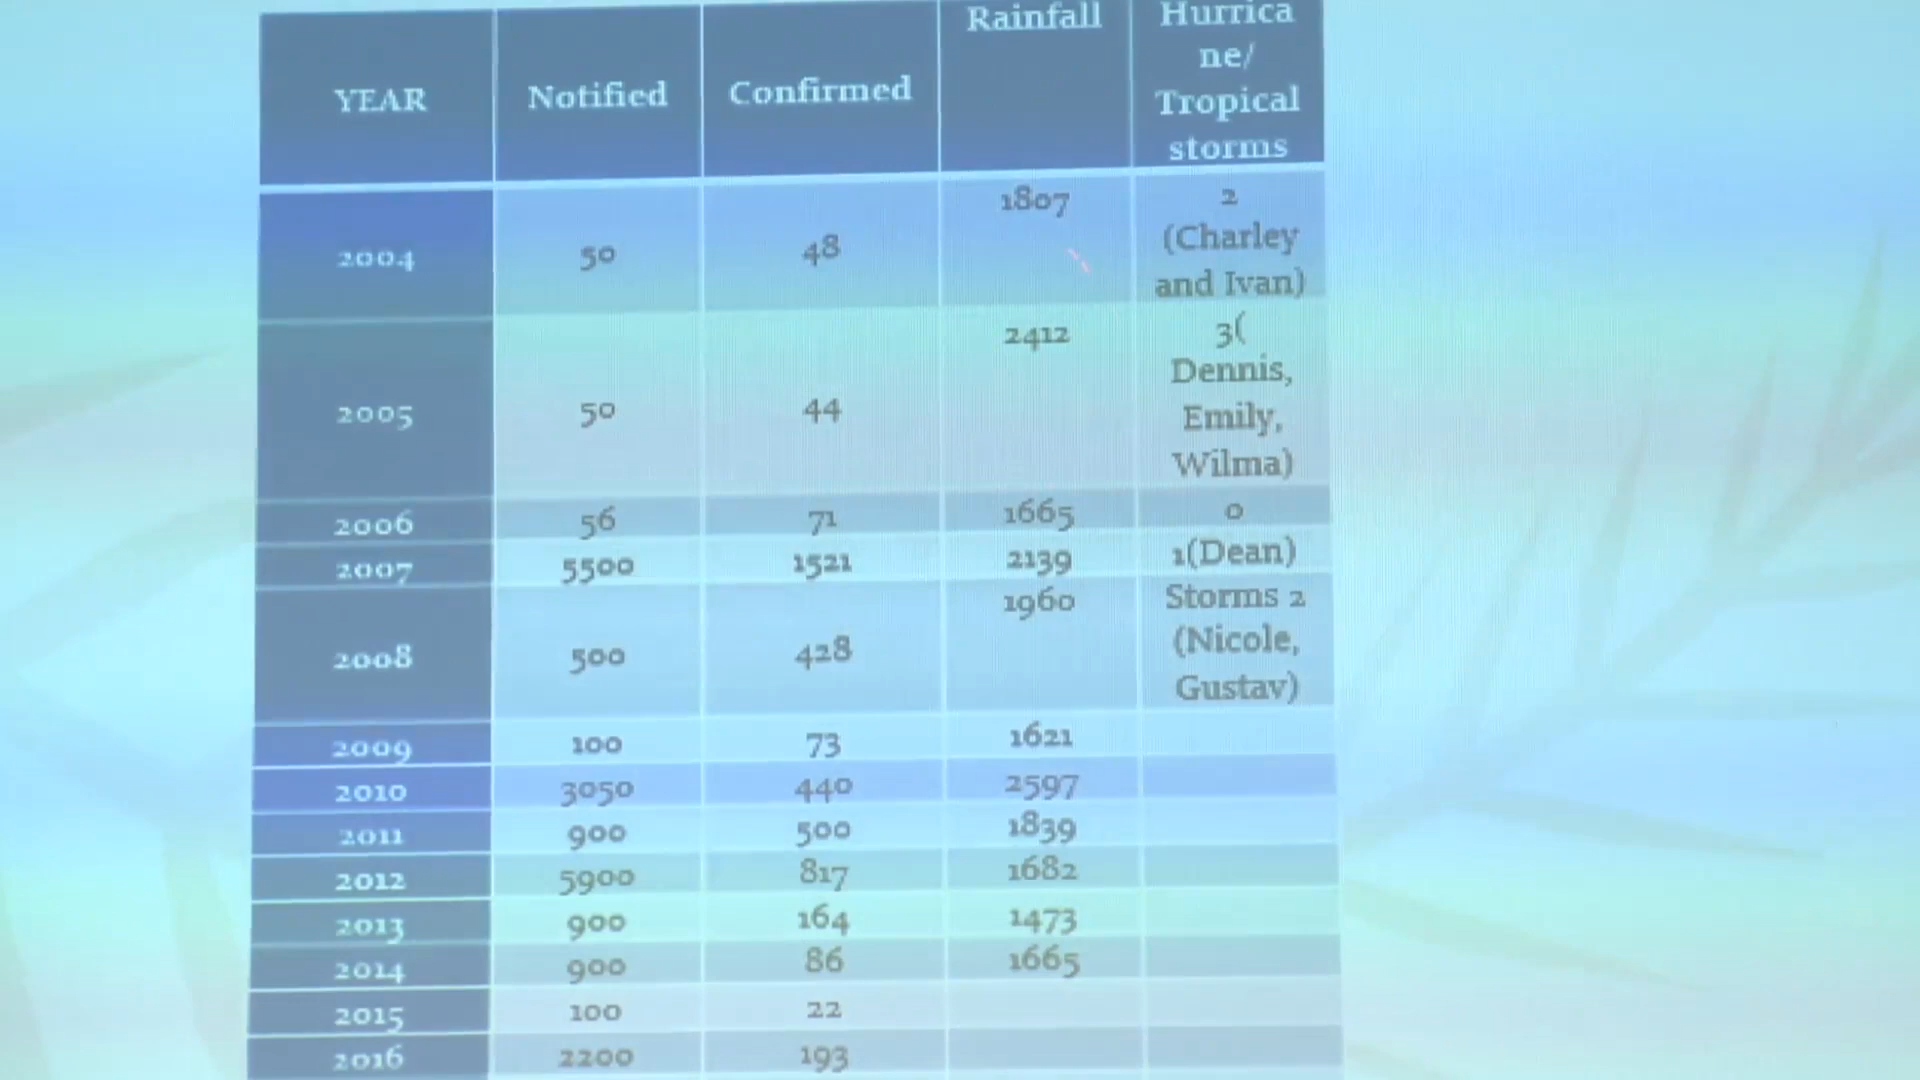 YEAR Notified Confirmed Rainfall Hurrica
ne/
Tropical
storms
2004 50 48 1807 2
(Charley
and Ivan)
2005 50 44 2412 3(
Dennis,
Emily,
Wilma)
2006 56 71 1665 0
2007 5500 1521 2139 1(Dean)
2008 500 428 1960 Storms 2
(Nicole,
Gustav)
2009 100 73 1621
2010 3050 440 2597
2011 900 500 1839
2012 5900 817 1682
2013 900 164 1473
2014 900 86 1665
2015 100 22
2016 2200 193